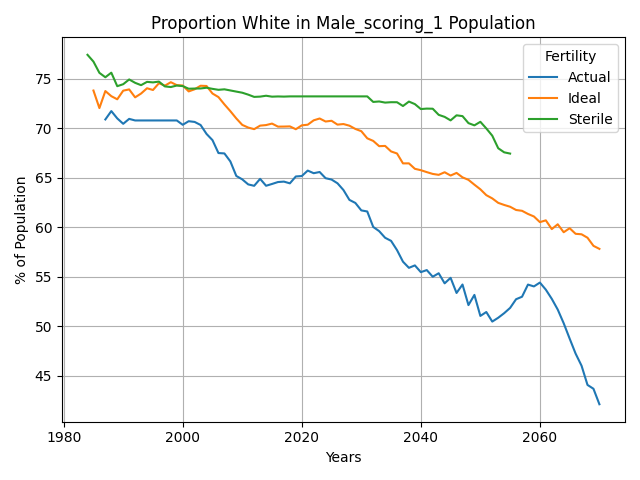 Proportion White in Male_scoring_1 Population
Fertility
Actual
Ideal
Sterile
% of Population
75
70
65
60
55
50
45
1980
2000
2020
2040
2060
Years